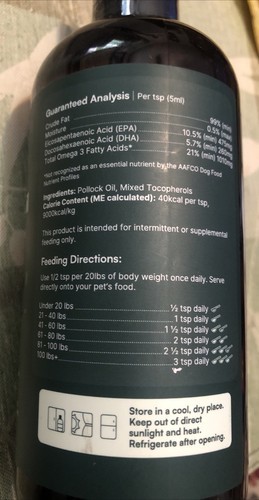 Guaranteed Analysis | Per tsp (5ml)
Crude Fat 99% (min)
Moisture 0.5% (max)
Eicosapentaenoic Acid (EPA) 10.5% (min) 475mg
Docosahexaenoic Acid (DHA) 5.7% (min) 260mg
Total Omega 3 Fatty Acids* 21% (min) 1015mg
*Not recognized as an essential nutrient by the AAFCO Dog Food
Nutrient Profiles
Ingredients: Pollock Oil, Mixed Tocopherols
Calorie Content (ME calculated): 40kcal per tsp,
9000kcal/kg
This product is intended for intermittent or supplemental
feeding only.
Feeding Directions:
Use 1/2 tsp per 20lbs of body weight once daily. Serve
directly onto your pet's food.
Under 20 lbs ½ tsp daily
21 - 40 lbs 1 tsp daily
41 - 60 lbs 1 ½ tsp daily
61 - 80 lbs 2 tsp daily
81 - 100 lbs 2 ½ tsp daily
100 lbs+ 3 tsp daily
Store in a cool, dry place.
Keep out of direct
sunlight and heat.
Refrigerate after opening.